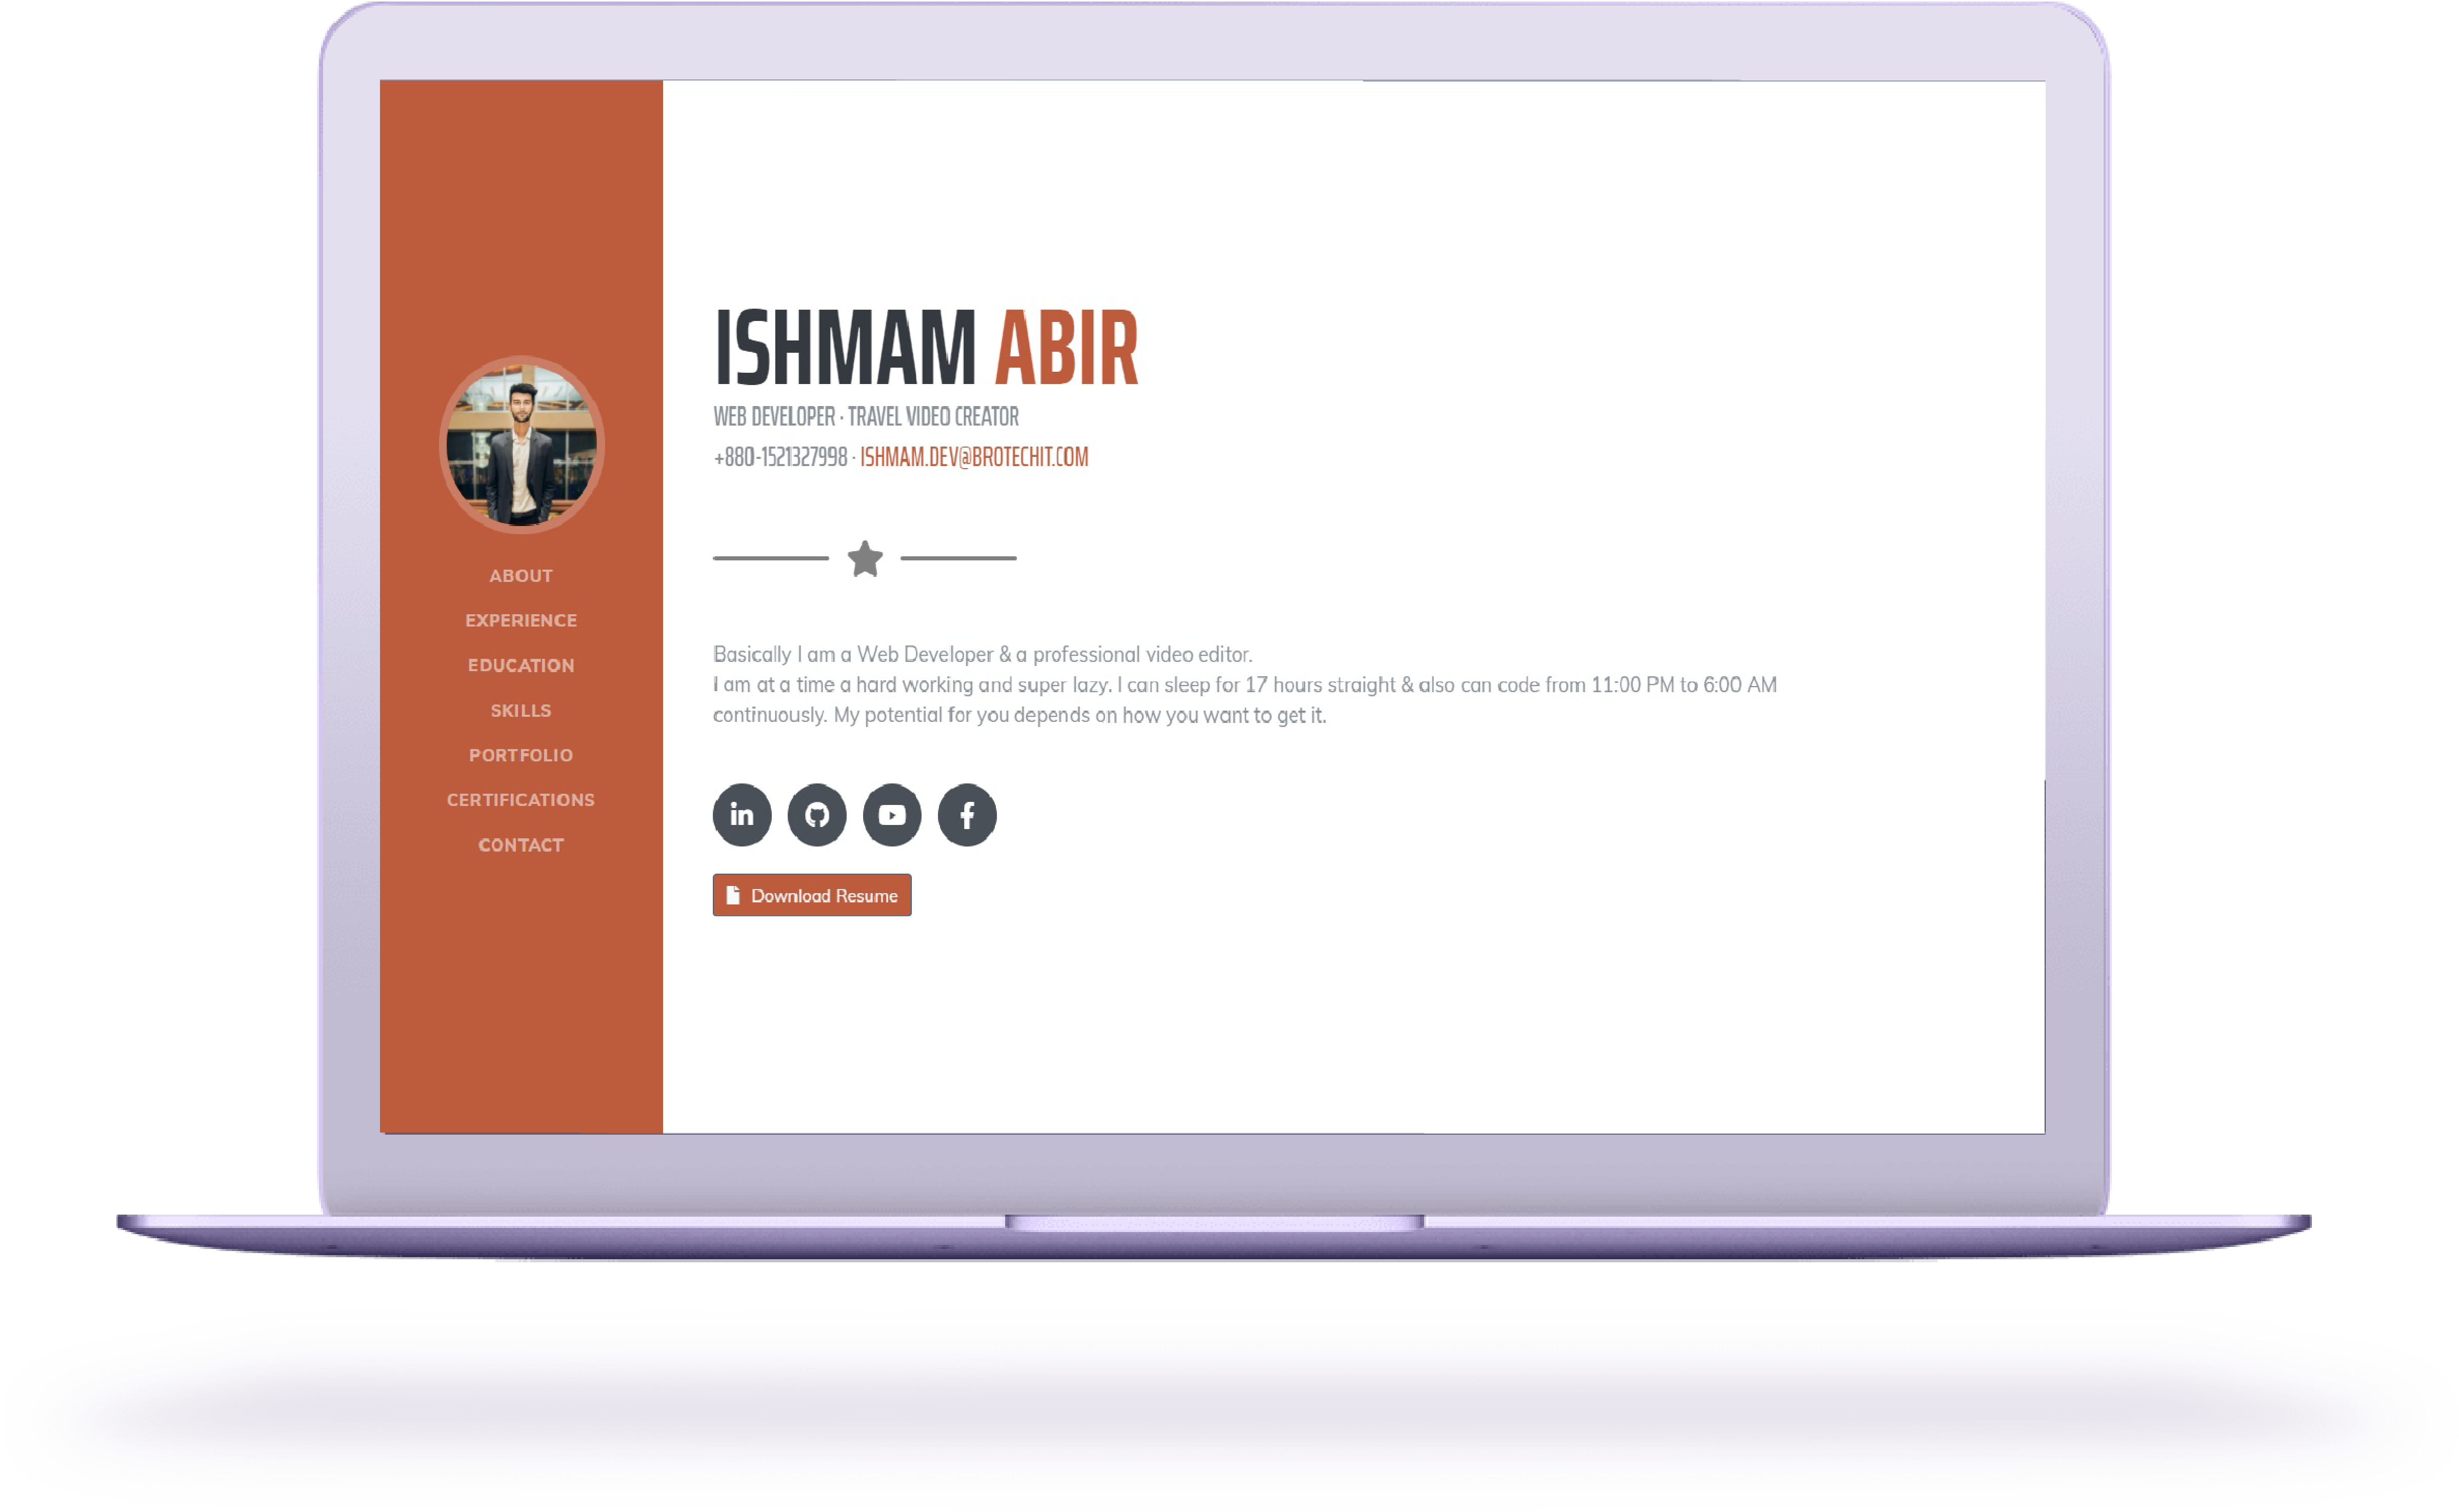 ABOUT
EXPERIENCE
EDUCATION
SKILLS
PORTFOLIO
CERTIFICATIONS
CONTACT
ISHMAM ABIR
WEB DEVELOPER · TRAVEL VIDEO CREATOR
+880-1521327998 · ISHMAM.DEV@BROTECHIT.COM
Basically I am a Web Developer & a professional video editor.
I am at a time a hard working and super lazy. I can sleep for 17 hours straight & also can code from 11:00 PM to 6:00 AM
continuously. My potential for you depends on how you want to get it.
in
Download Resume